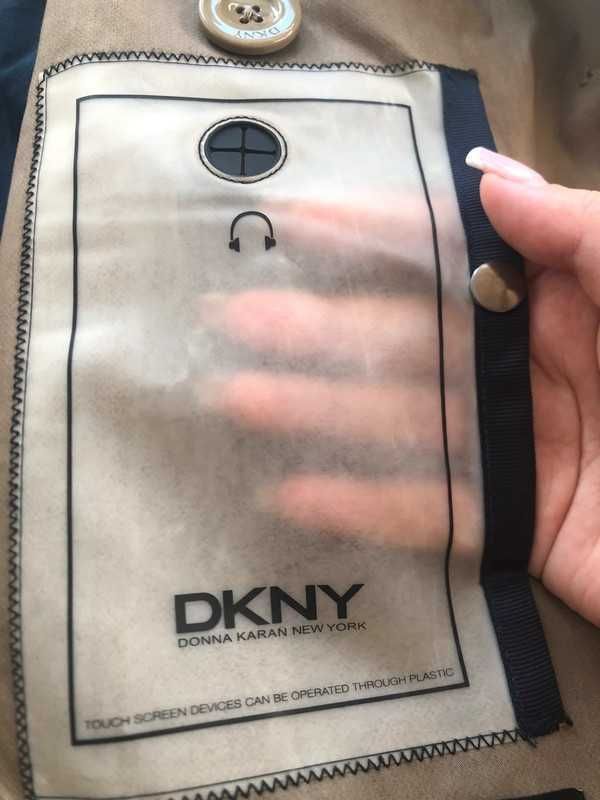 DKNY
DKNY
DONNA KARAN NEW YORK
TOUCH SCREEN DEVICES CAN BE OPERATED THROUGH PLASTIC